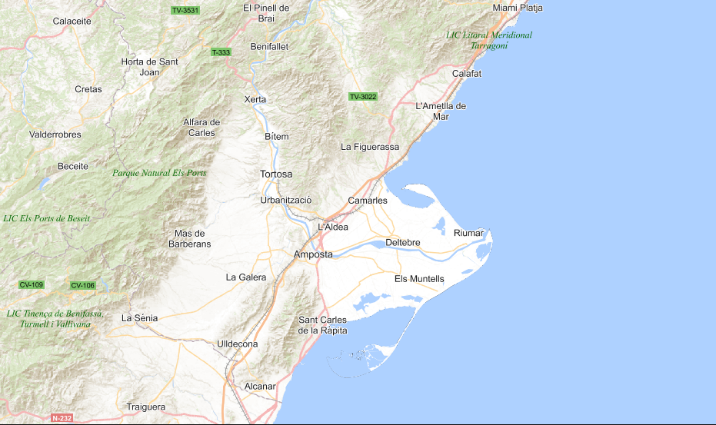 Miami Platja
TV-3531
El Pinell de
Brai
Calaceite
LIC Litoral Meridional
Tarragoní
Benifallet
T-333
Horta de Sant
Joan
Calafat
Cretas
Xerta
TV-3022
L'Ametlla de
Mar
Alfara de
Carles
Valderrobres
Bítem
La Figuerassa
Beceite
Parque Natural Els Ports
Tortosa
Urbanització
Camarles
LIC Els Ports de Beseit
L'Aldea
Riumar
Mas de
Barberans
Deltebre
Amposta
La Galera
Els Muntells
CV-109
CV-106
LIC Tinença de Benifassà,
Turmell i Vallivana
La Sénia
Sant Carles
de la Ràpita
Ulldecona
Alcanar
Traiguera
N-232